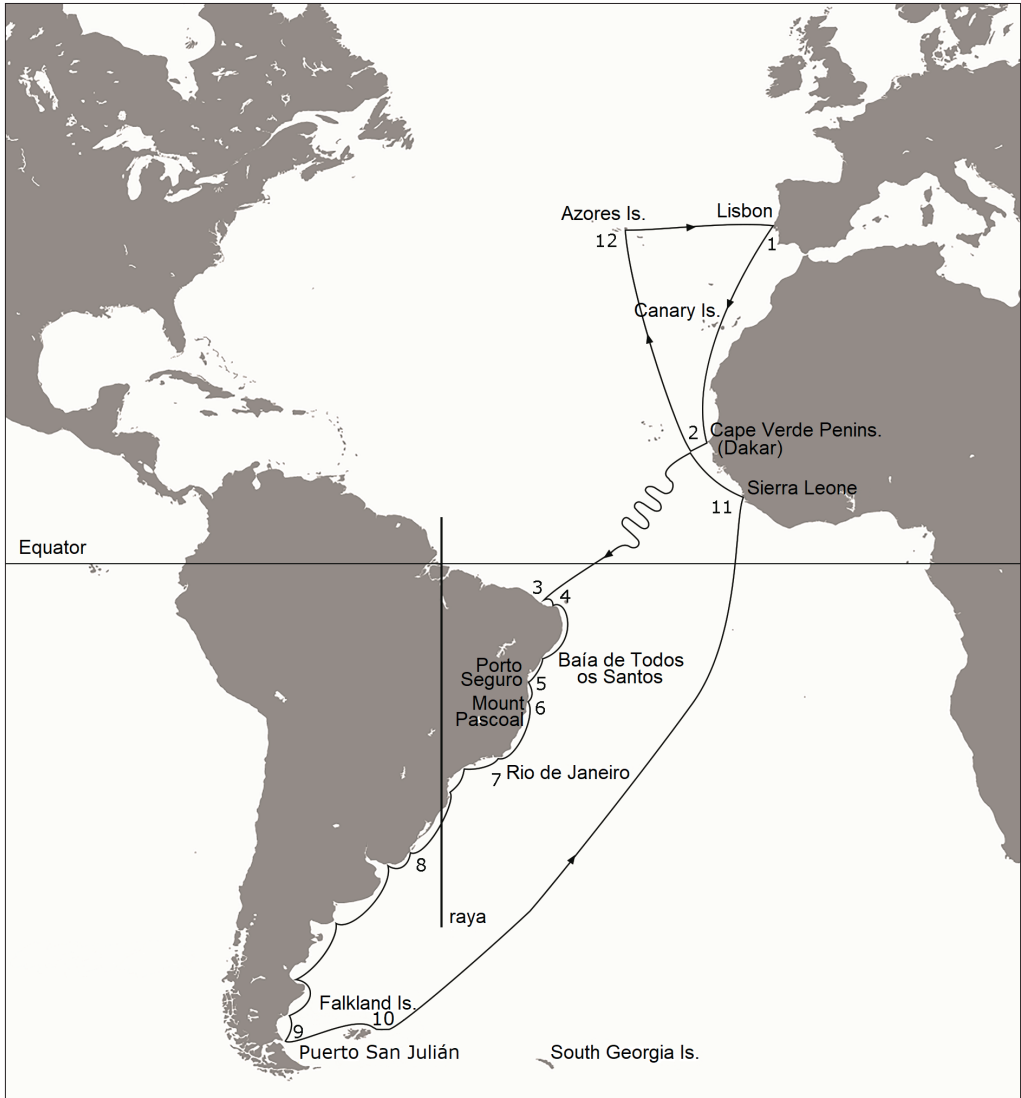 Azores Is.
Lisbon
12
1
Canary Is.
2
Cape Verde Penins.
(Dakar)
Sierra Leone
11
Equator
3
4
Porto
Seguro
Baía de Todos
os Santos
5
Mount
Pascoal
6
7
Rio de Janeiro
8
raya
Falkland Is.
10
9
Puerto San Julián
South Georgia Is.